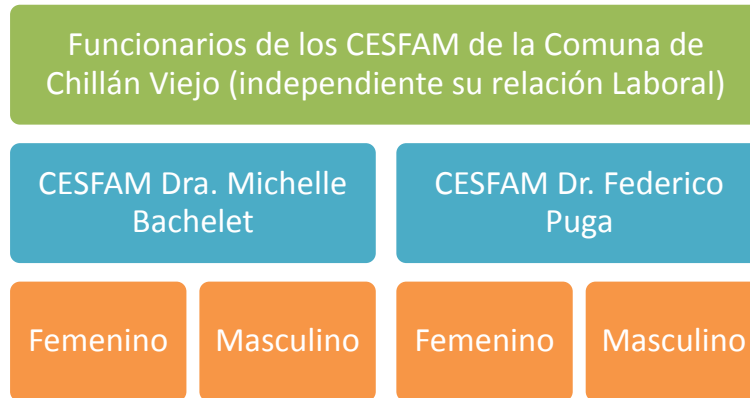 Funcionarios de los CESFAM de la Comuna de
Chillán Viejo (independiente su relación Laboral)
CESFAM Dra. Michelle
Bachelet
CESFAM Dr. Federico
Puga
Femenino
Masculino
Femenino
Masculino